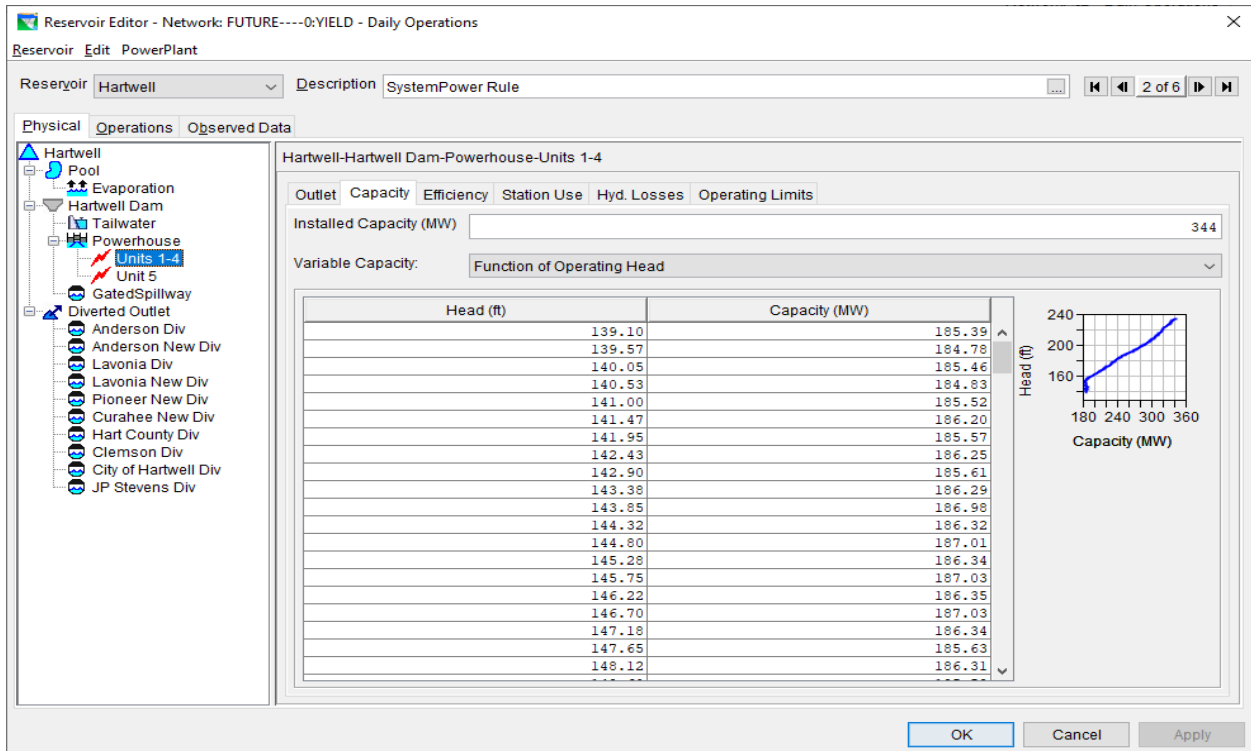 Reservoir Editor - Network: FUTURE----0:YIELD - Daily Operations
Reservoir Edit PowerPlant
Reservoir Hartwell Description SystemPower Rule ... 2 of 6
Physical Operations Observed Data
Hartwell
Pool
Evaporation
Hartwell Dam
Tailwater
Powerhouse
Units 1-4
Unit 5
GatedSpillway
Diverted Outlet
Anderson Div
Anderson New Div
Lavonia Div
Lavonia New Div
Pioneer New Div
Curahee New Div
Hart County Div
Clemson Div
City of Hartwell Div
JP Stevens Div
Hartwell-Hartwell Dam-Powerhouse-Units 1-4
Outlet Capacity Efficiency Station Use Hyd. Losses Operating Limits
Installed Capacity (MW) 344
Variable Capacity: Function of Operating Head
Head (ft) Capacity (MW)
139.10 185.39
139.57 184.78
140.05 185.46
140.53 184.83
141.00 185.52
141.47 186.20
141.95 185.57
142.43 186.25
142.90 185.61
143.38 186.29
143.85 186.98
144.32 186.32
144.80 187.01
145.28 186.34
145.75 187.03
146.22 186.35
146.70 187.03
147.18 186.34
147.65 185.63
148.12 186.31
240
200
160
Head (ft)
180 240 300 360
Capacity (MW)
OK Cancel Apply